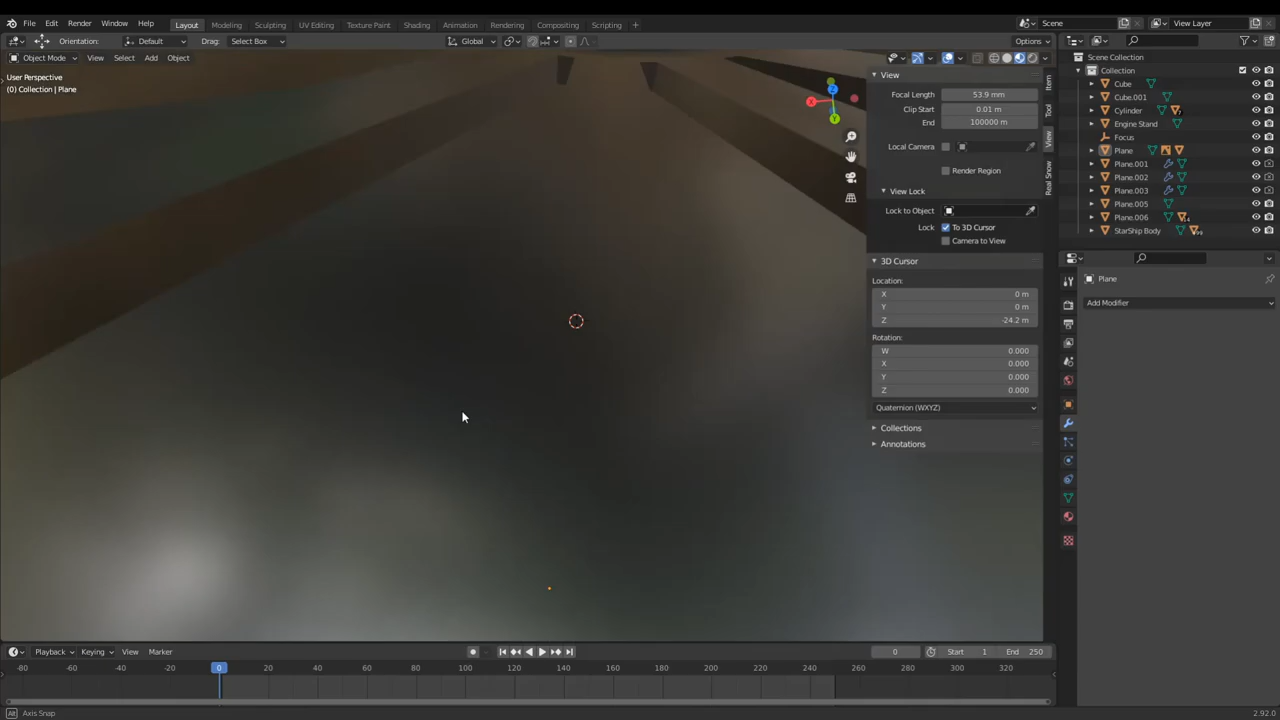 File Edit Render Window Help Layout Modeling Sculpting UV Editing Texture Paint Shading Animation Rendering Compositing Scripting + Scene View Layer
Orientation: Default Drag: Select Box Global Options
Object Mode View Select Add Object
User Perspective
(0) Collection | Plane
X
Y
Z
View
Focal Length 53.9 mm
Clip Start 0.01 m
End 100000 m
Local Camera
Render Region
View Lock
Lock to Object
Lock To 3D Cursor
Camera to View
3D Cursor
Location:
X 0 m
Y 0 m
Z -24.2 m
Rotation:
W 0.000
X 0.000
Y 0.000
Z 0.000
Quaternion (WXYZ)
Collections
Annotations
Item
Tool
View
Real Snow
Scene Collection
Collection
Cube
Cube.001
Cylinder
Engine Stand
Focus
Plane
Plane.001
Plane.002
Plane.003
Plane.005
Plane.006
StarShip Body
Plane
Add Modifier
Playback Keying View Marker 0 Start 1 End 250
-80 -60 -40 -20 0 20 40 60 80 100 120 140 160 180 200 220 240 260 280 300 320
Alt Axis Snap 2.92.0